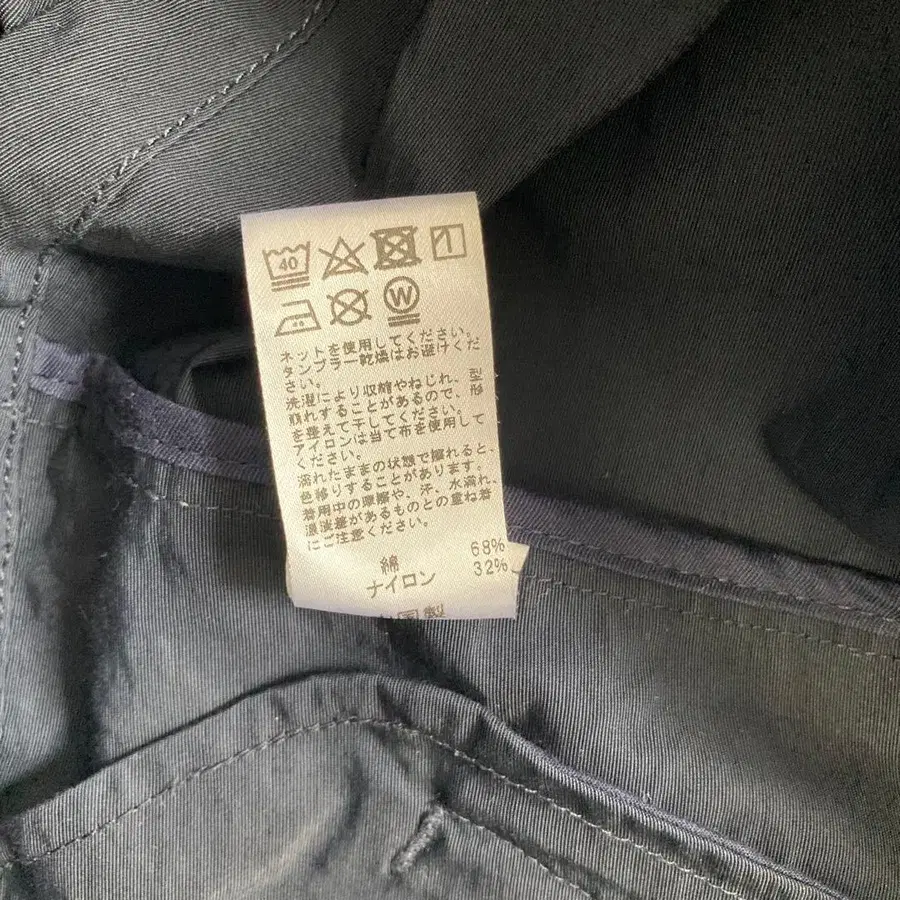 40
W
ネットを使用してください。
タンブラー乾燥はお避けくだ
さい。
洗濯により収縮やねじれ、型
崩れすることがあるので、形
を整えて干してください。
アイロンは当て布を使用して
ください。
濡れたままの状態で擦れると、
色移りすることがあります。
着用中の摩擦や、汗、水濡れ、
濃淡差があるものとの重ね着
にご注意ください。
綿 68%
ナイロン 32%
国製